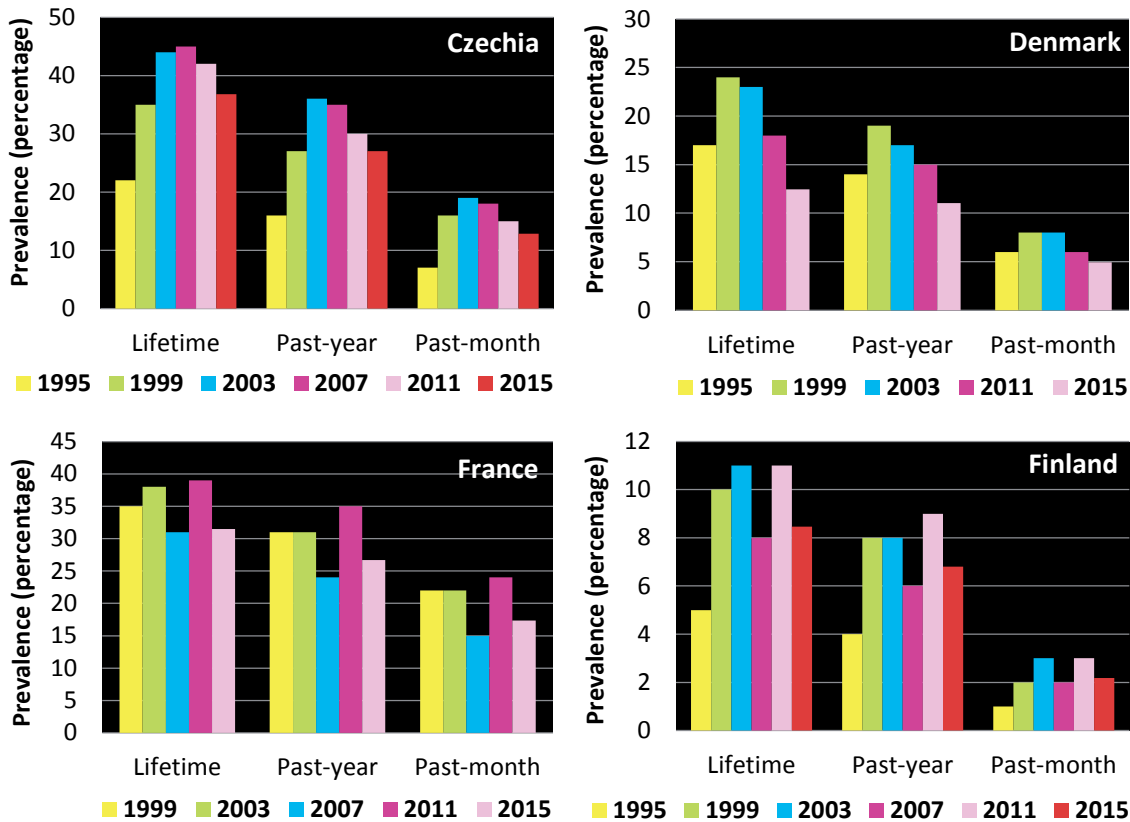 Czechia
Prevalence (percentage)
50
40
30
20
10
0
Lifetime Past-year Past-month
1995 1999 2003 2007 2011 2015
Denmark
Prevalence (percentage)
30
25
20
15
10
5
0
Lifetime Past-year Past-month
1995 1999 2003 2011 2015
France
Prevalence (percentage)
45
40
35
30
25
20
15
10
5
0
Lifetime Past-year Past-month
1999 2003 2007 2011 2015
Finland
Prevalence (percentage)
12
10
8
6
4
2
0
Lifetime Past-year Past-month
1995 1999 2003 2007 2011 2015